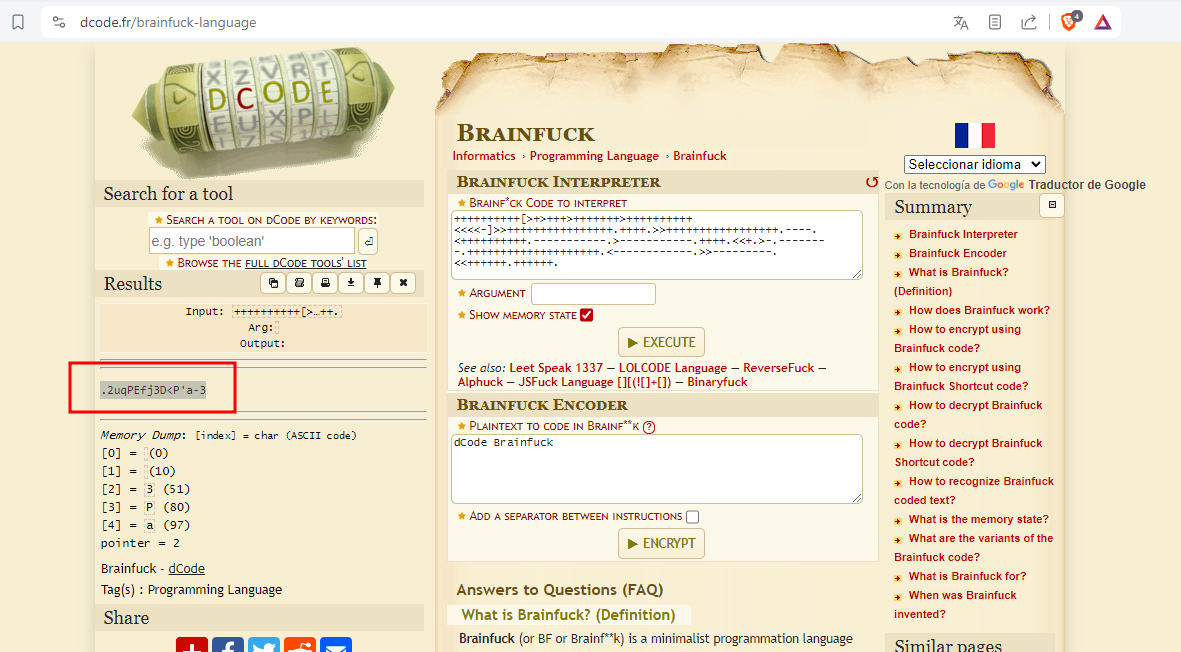 dcode.fr/brainfuck-language
4
DCODE
Search for a tool
★ SEARCH A TOOL ON DCODE BY KEYWORDS:
e.g. type 'boolean'
★ BROWSE THE FULL DCODE TOOLS' LIST
Results
Input: ++++++++++[>…++.
Arg:
Output:
.2uqPEfj3D<P'a-3
Memory Dump: [index] = char (ASCII code)
[0] = (0)
[1] = (10)
[2] = 3 (51)
[3] = P (80)
[4] = a (97)
pointer = 2
Brainfuck - dCode
Tag(s) : Programming Language
Share
BRAINFUCK
Informatics › Programming Language › Brainfuck
BRAINFUCK INTERPRETER
★ BRAINF*CK CODE TO INTERPRET
++++++++++[>+>+++>+++++++>++++++++++
<<<<-]>>++++++++++++++++.++++.>>+++++++++++++++++.----.
<++++++++++.-----------.>-----------.++++.<<+.>-.-------
-.++++++++++++++++++++.<------------.>>---------.
<<++++++.++++++.
★ ARGUMENT
★ SHOW MEMORY STATE
▶ EXECUTE
See also: Leet Speak 1337 – LOLCODE Language – ReverseFuck –
Alphuck – JSFuck Language [][(![]+[]) – Binaryfuck
BRAINFUCK ENCODER
★ PLAINTEXT TO CODE IN BRAINF**K ?
dCode Brainfuck
★ ADD A SEPARATOR BETWEEN INSTRUCTIONS
▶ ENCRYPT
Answers to Questions (FAQ)
What is Brainfuck? (Definition)
Brainfuck (or BF or Brainf**k) is a minimalist programmation language
Seleccionar idioma
Con la tecnología de Google Traductor de Google
Summary
Brainfuck Interpreter
Brainfuck Encoder
What is Brainfuck?
(Definition)
How does Brainfuck work?
How to encrypt using
Brainfuck code?
How to encrypt using
Brainfuck Shortcut code?
How to decrypt Brainfuck
code?
How to decrypt Brainfuck
Shortcut code?
How to recognize Brainfuck
coded text?
What is the memory state?
What are the variants of the
Brainfuck code?
What is Brainfuck for?
When was Brainfuck
invented?
Similar pages